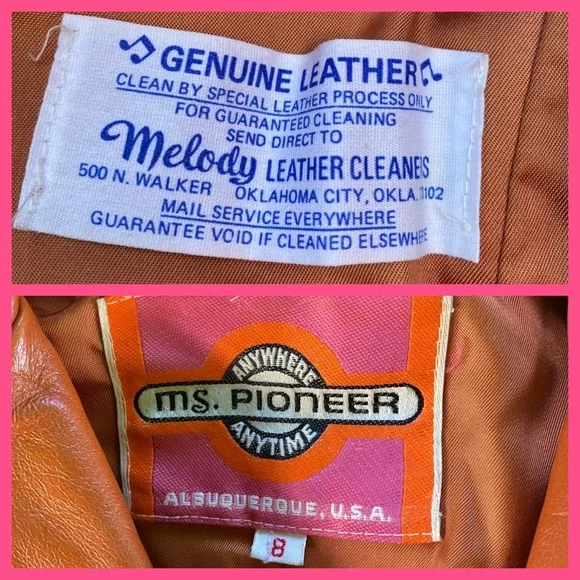 GENUINE LEATHER
CLEAN BY SPECIAL LEATHER PROCESS ONLY
FOR GUARANTEED CLEANING
SEND DIRECT TO
Melody LEATHER CLEANERS
500 N. WALKER OKLAHOMA CITY, OKLA. 73102
MAIL SERVICE EVERYWHERE
GUARANTEE VOID IF CLEANED ELSEWHERE
ANYWHERE
ms. PIONEER
ANYTIME
ALBUQUERQUE, U.S.A.
8